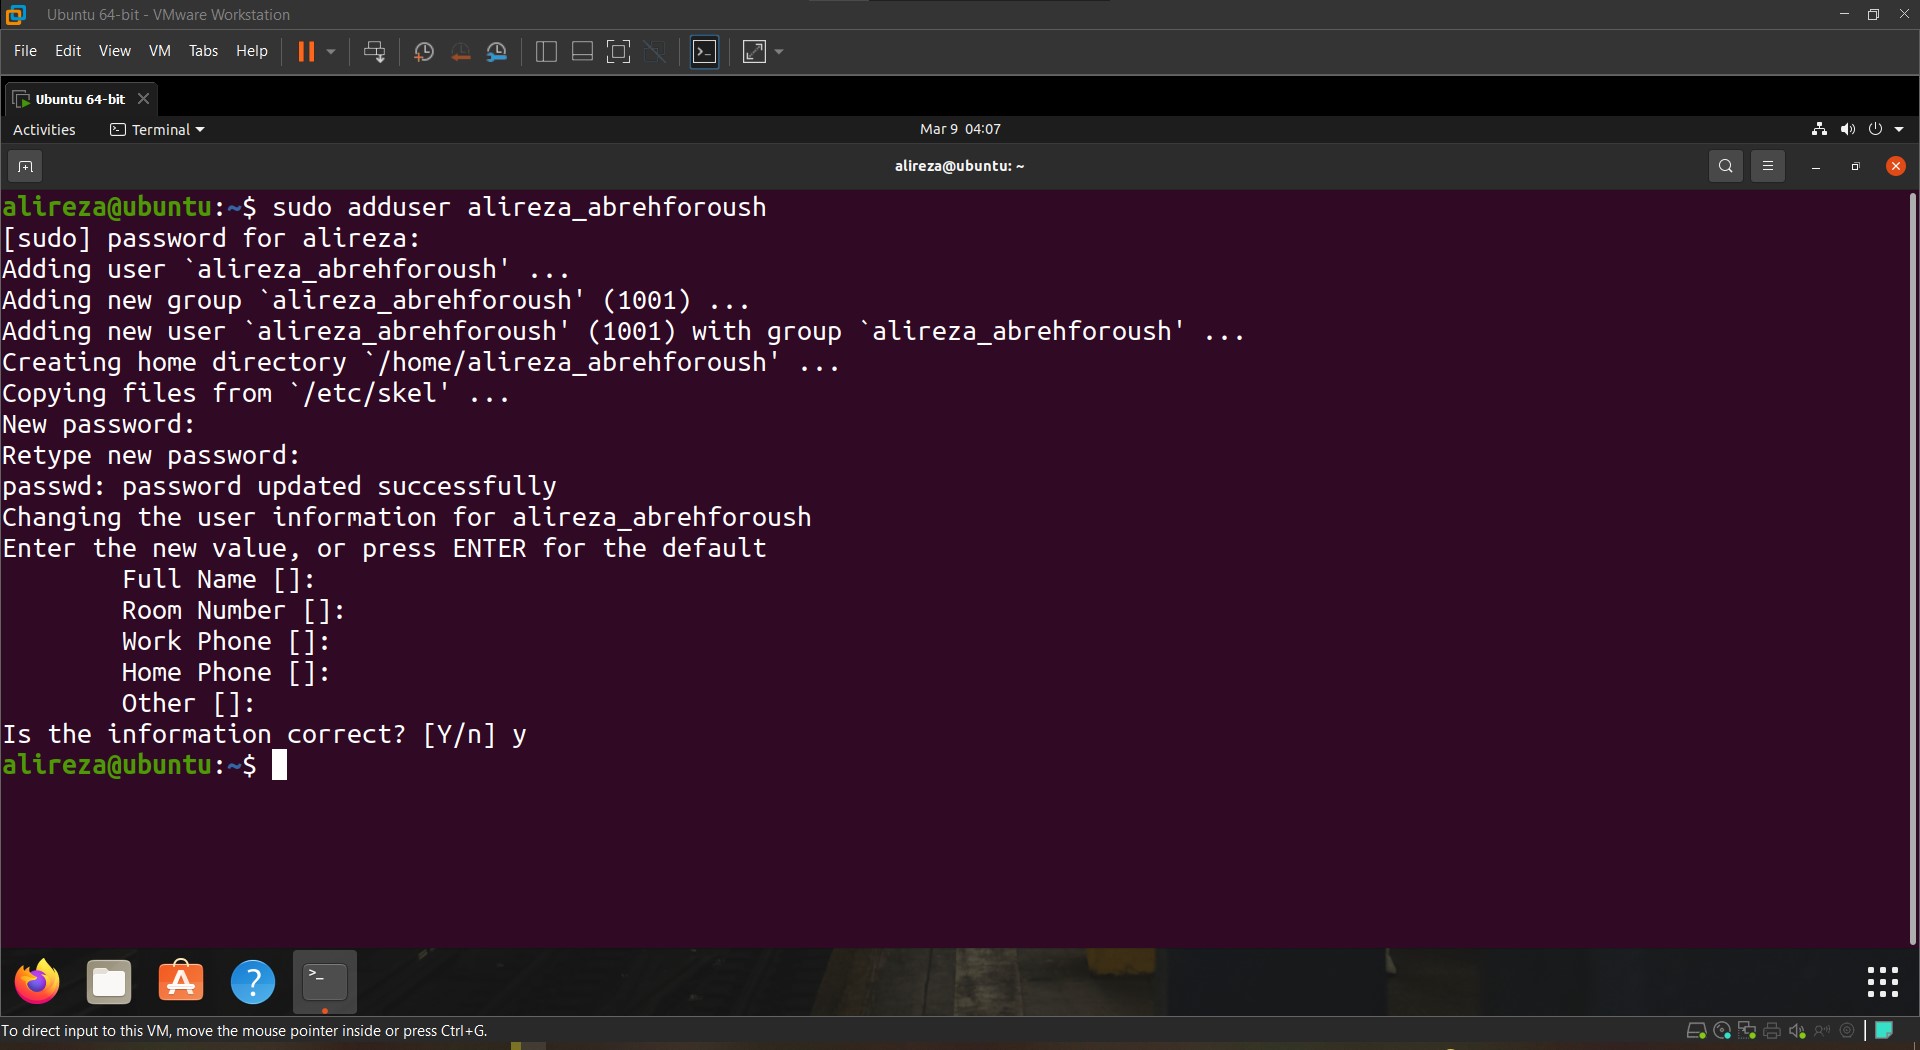 Ubuntu 64-bit - VMware Workstation
File Edit View VM Tabs Help
Ubuntu 64-bit
Activities Terminal Mar 9 04:07
alireza@ubuntu: ~
alireza@ubuntu:~$ sudo adduser alireza_abrehforoush
[sudo] password for alireza:
Adding user `alireza_abrehforoush' ...
Adding new group `alireza_abrehforoush' (1001) ...
Adding new user `alireza_abrehforoush' (1001) with group `alireza_abrehforoush' ...
Creating home directory `/home/alireza_abrehforoush' ...
Copying files from `/etc/skel' ...
New password:
Retype new password:
passwd: password updated successfully
Changing the user information for alireza_abrehforoush
Enter the new value, or press ENTER for the default
Full Name []:
Room Number []:
Work Phone []:
Home Phone []:
Other []:
Is the information correct? [Y/n] y
alireza@ubuntu:~$
To direct input to this VM, move the mouse pointer inside or press Ctrl+G.